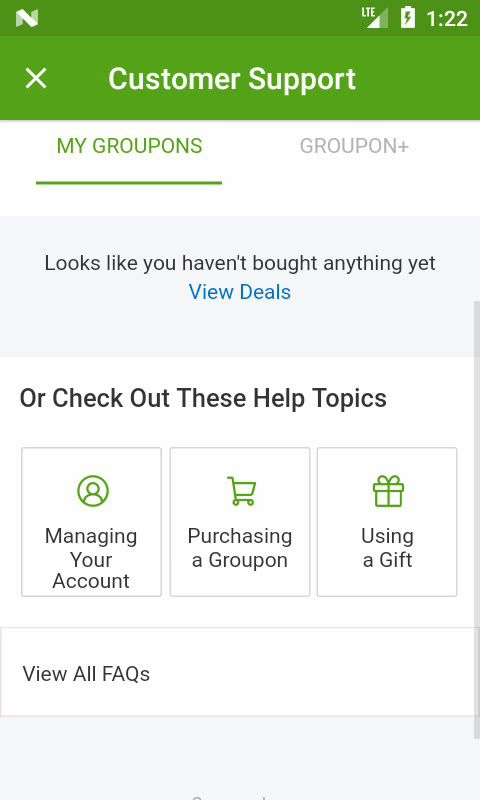 LTE 1:22
Customer Support
MY GROUPONS GROUPON+
Looks like you haven't bought anything yet
View Deals
Or Check Out These Help Topics
Managing
Your
Account
Purchasing
a Groupon
Using
a Gift
View All FAQs